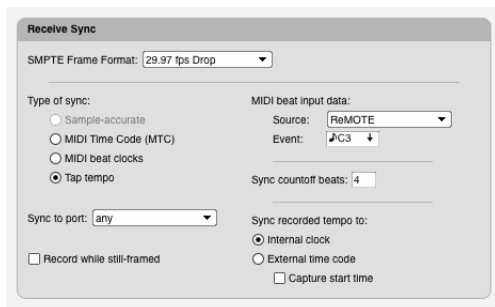 Receive Sync
SMPTE Frame Format: 29.97 fps Drop
Type of sync:
Sample-accurate
MIDI Time Code (MTC)
MIDI beat clocks
Tap tempo
Sync to port: any
Record while still-framed
MIDI beat input data:
Source: ReMOTE
Event: ♪C3
Sync countoff beats: 4
Sync recorded tempo to:
Internal clock
External time code
Capture start time